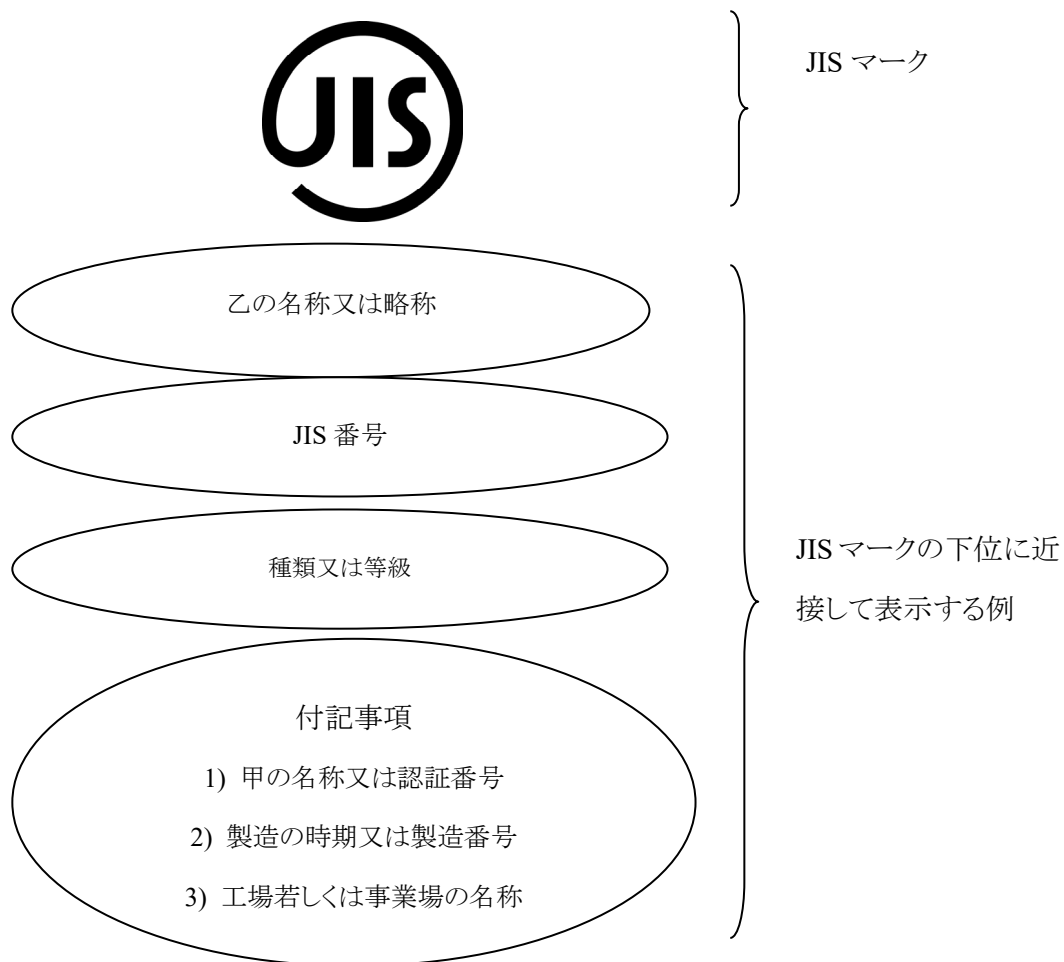 JIS
JIS マーク
乙の名称又は略称
JIS 番号
種類又は等級
JIS マークの下位に近
接して表示する例
付記事項
1) 甲の名称又は認証番号
2) 製造の時期又は製造番号
3) 工場若しくは事業場の名称